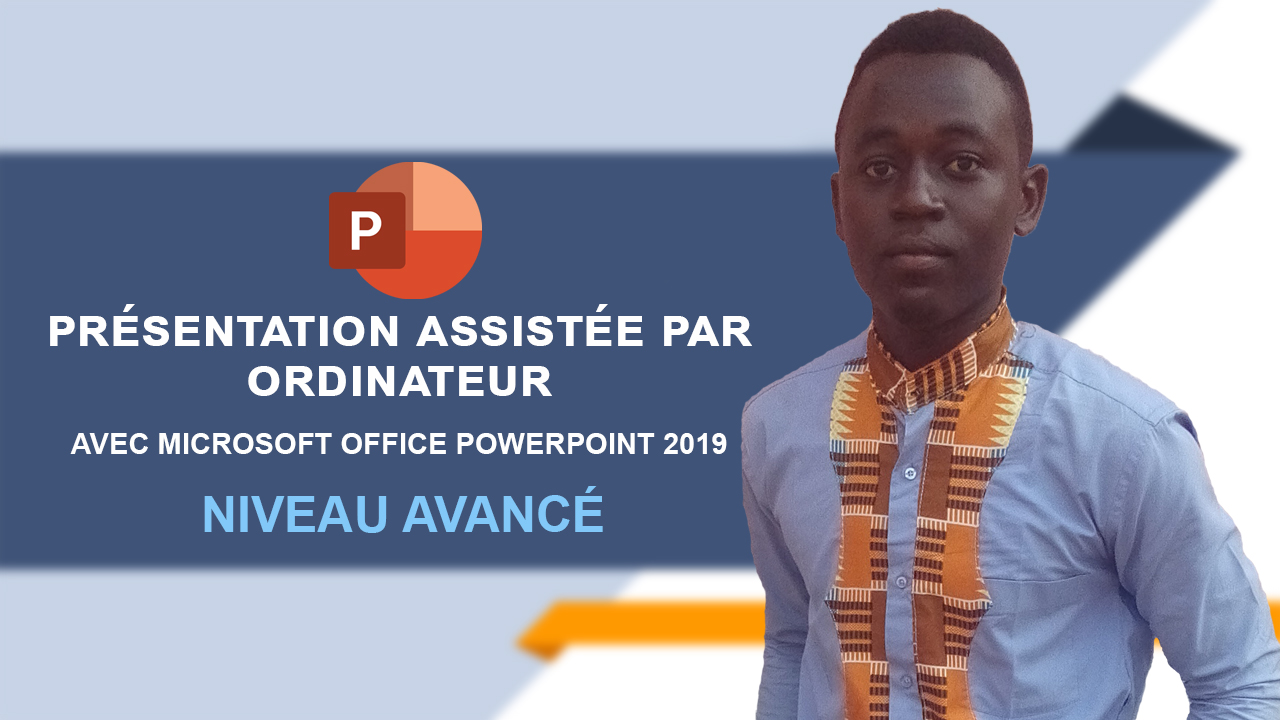 P
PRÉSENTATION ASSISTÉE PAR
ORDINATEUR
AVEC MICROSOFT OFFICE POWERPOINT 2019
NIVEAU AVANCÉ